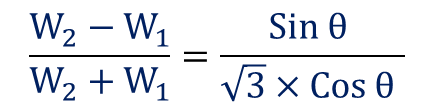 (W₂ − W₁) / (W₂ + W₁) = Sin θ / (√3 × Cos θ)